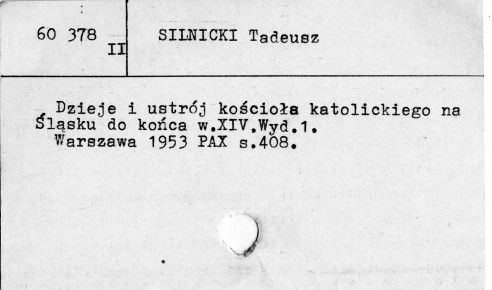 60 378
II
SILNICKI Tadeusz
Dzieje i ustrój kościoła katolickiego na
Śląsku do końca w.XIV.Wyd.1.
Warszawa 1953 PAX s.408.